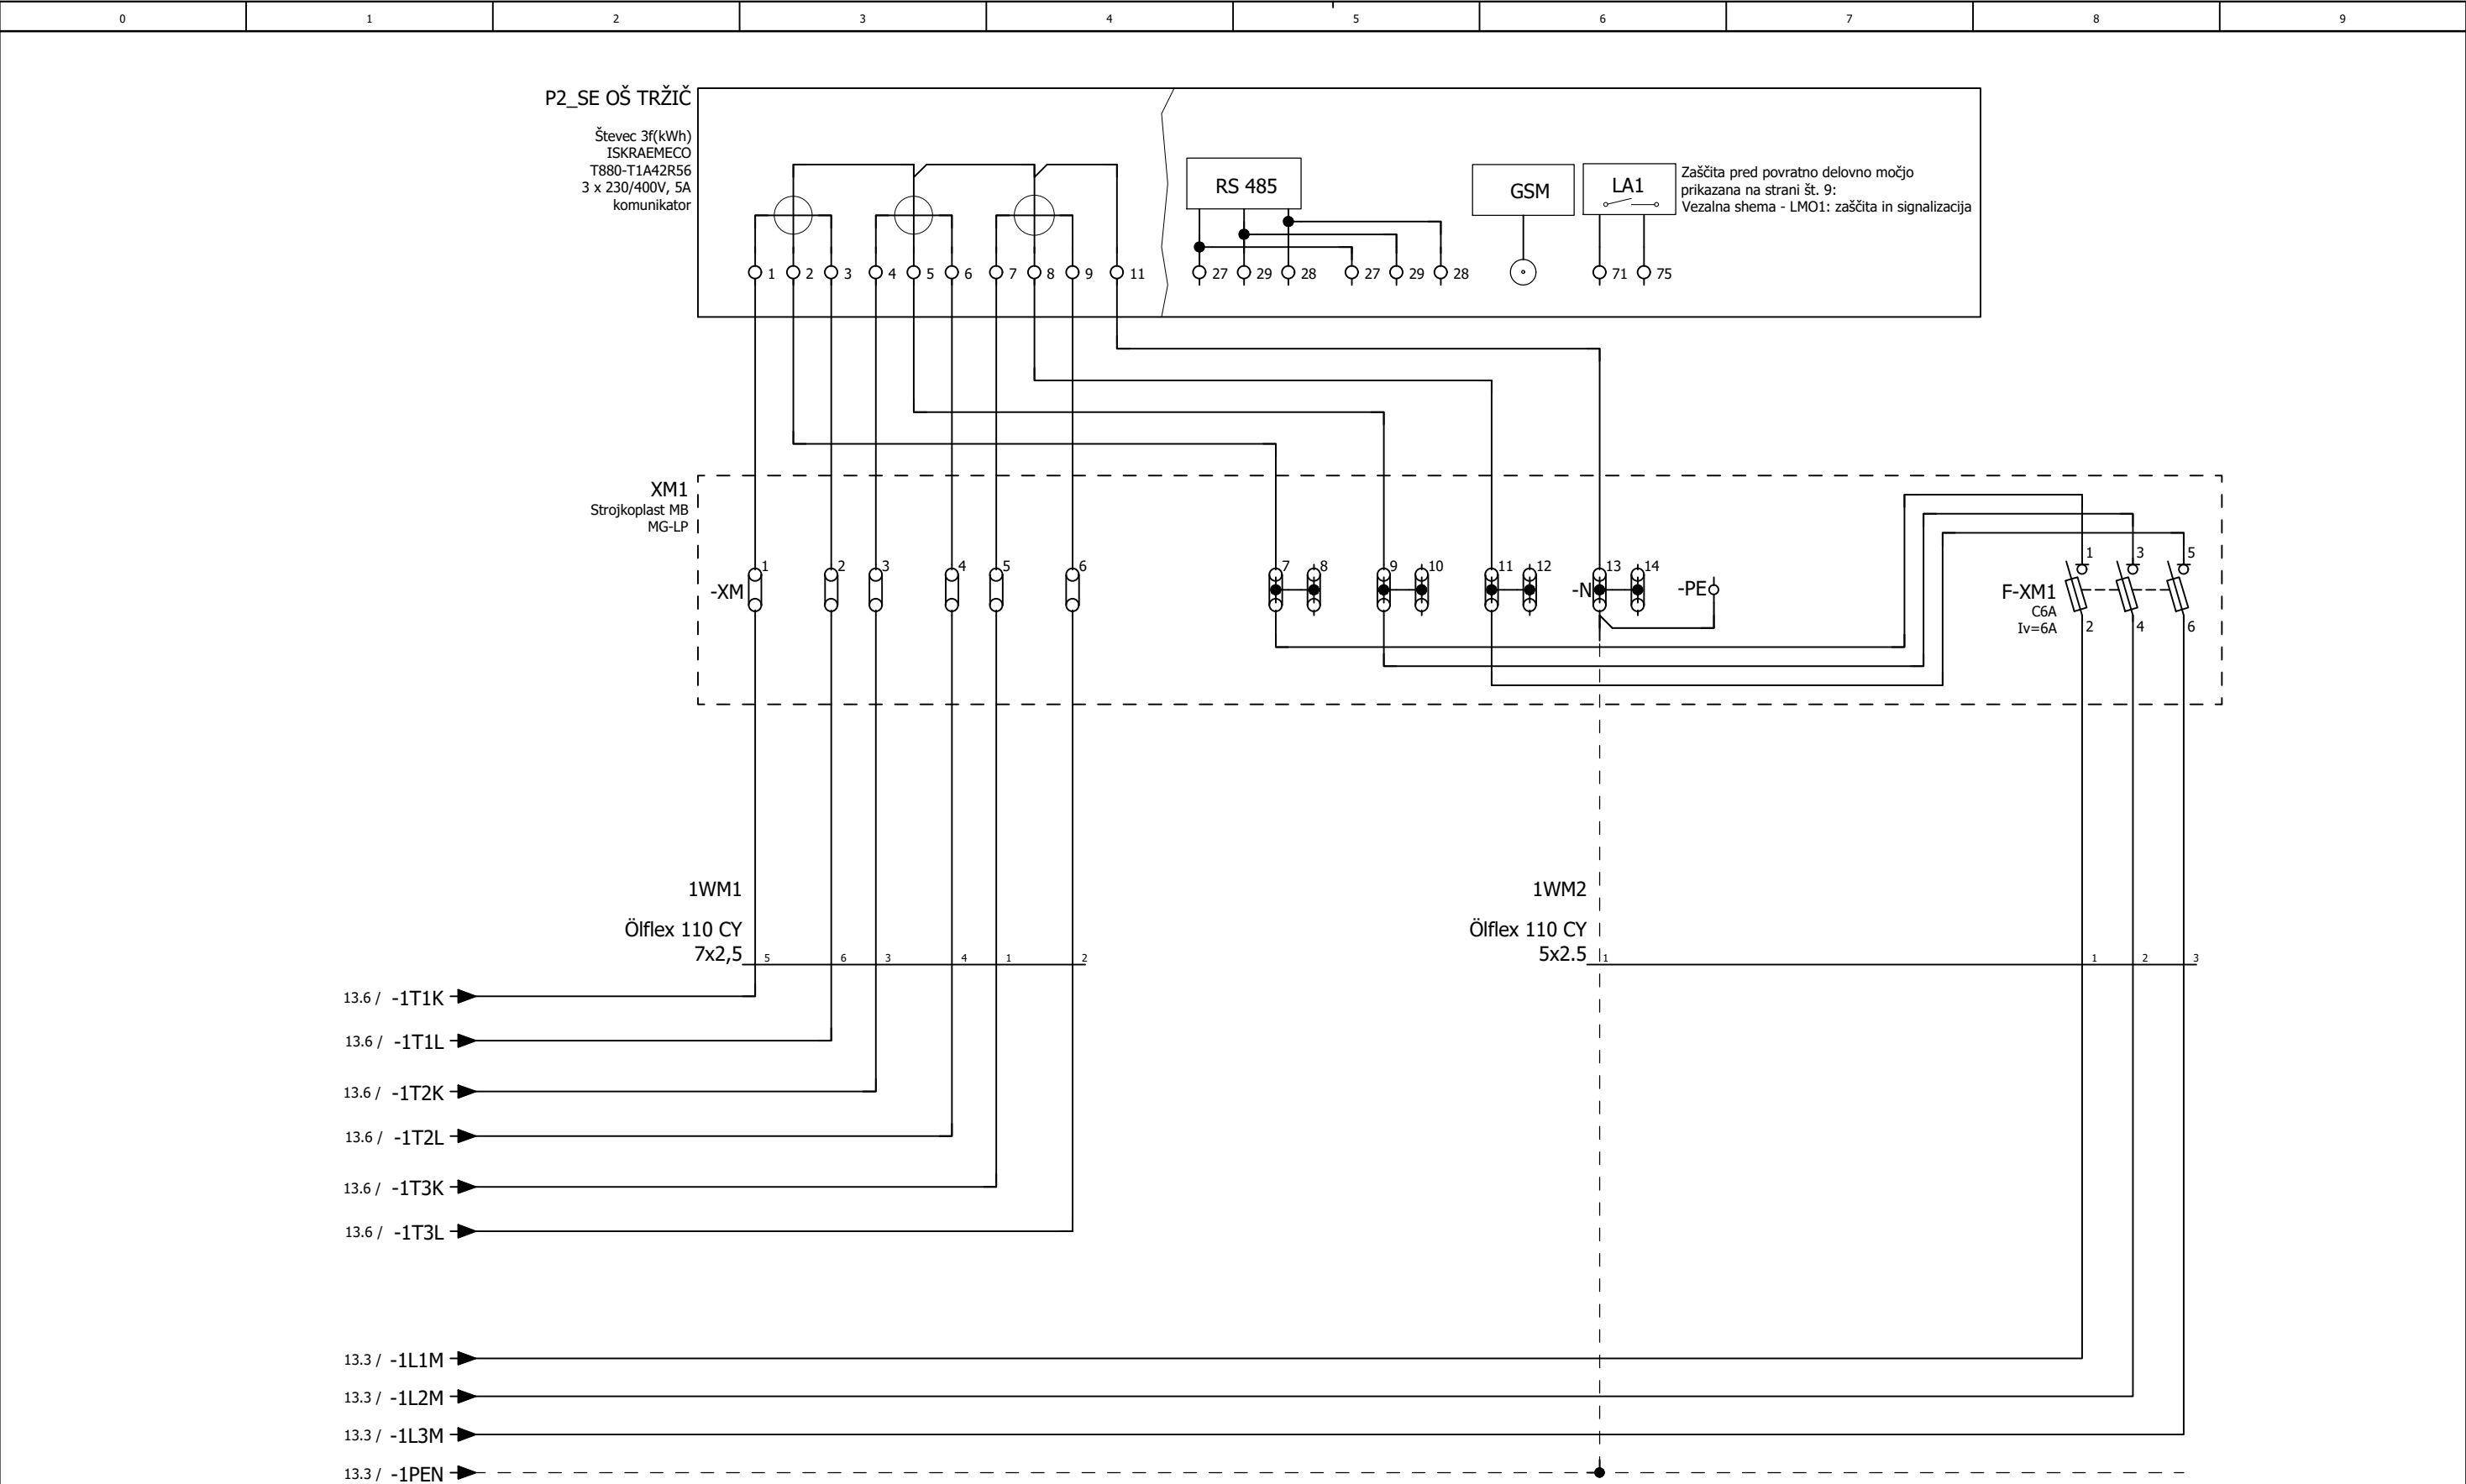 0 1 2 3 4 5 6 7 8 9
P2_SE OŠ TRŽIČ
Števec 3f(kWh)
ISKRAEMECO
T880-T1A42R56
3 x 230/400V, 5A
komunikator
RS 485
GSM
LA1
Zaščita pred povratno delovno močjo
prikazana na strani št. 9:
Vezalna shema - LMO1: zaščita in signalizacija
1 2 3 4 5 6 7 8 9 11 27 29 28 27 29 28 71 75
XM1
Strojkoplast MB
MG-LP
-XM 1 2 3 4 5 6 7 8 9 10 11 12 -N 13 14 -PE
1 3 5
F-XM1
C6A
Iv=6A
2 4 6
1WM1
Ölflex 110 CY
7x2,5
5 6 3 4 1 2
1WM2
Ölflex 110 CY
5x2.5
1 1 2 3
13.6 / -1T1K
13.6 / -1T1L
13.6 / -1T2K
13.6 / -1T2L
13.6 / -1T3K
13.6 / -1T3L
13.3 / -1L1M
13.3 / -1L2M
13.3 / -1L3M
13.3 / -1PEN